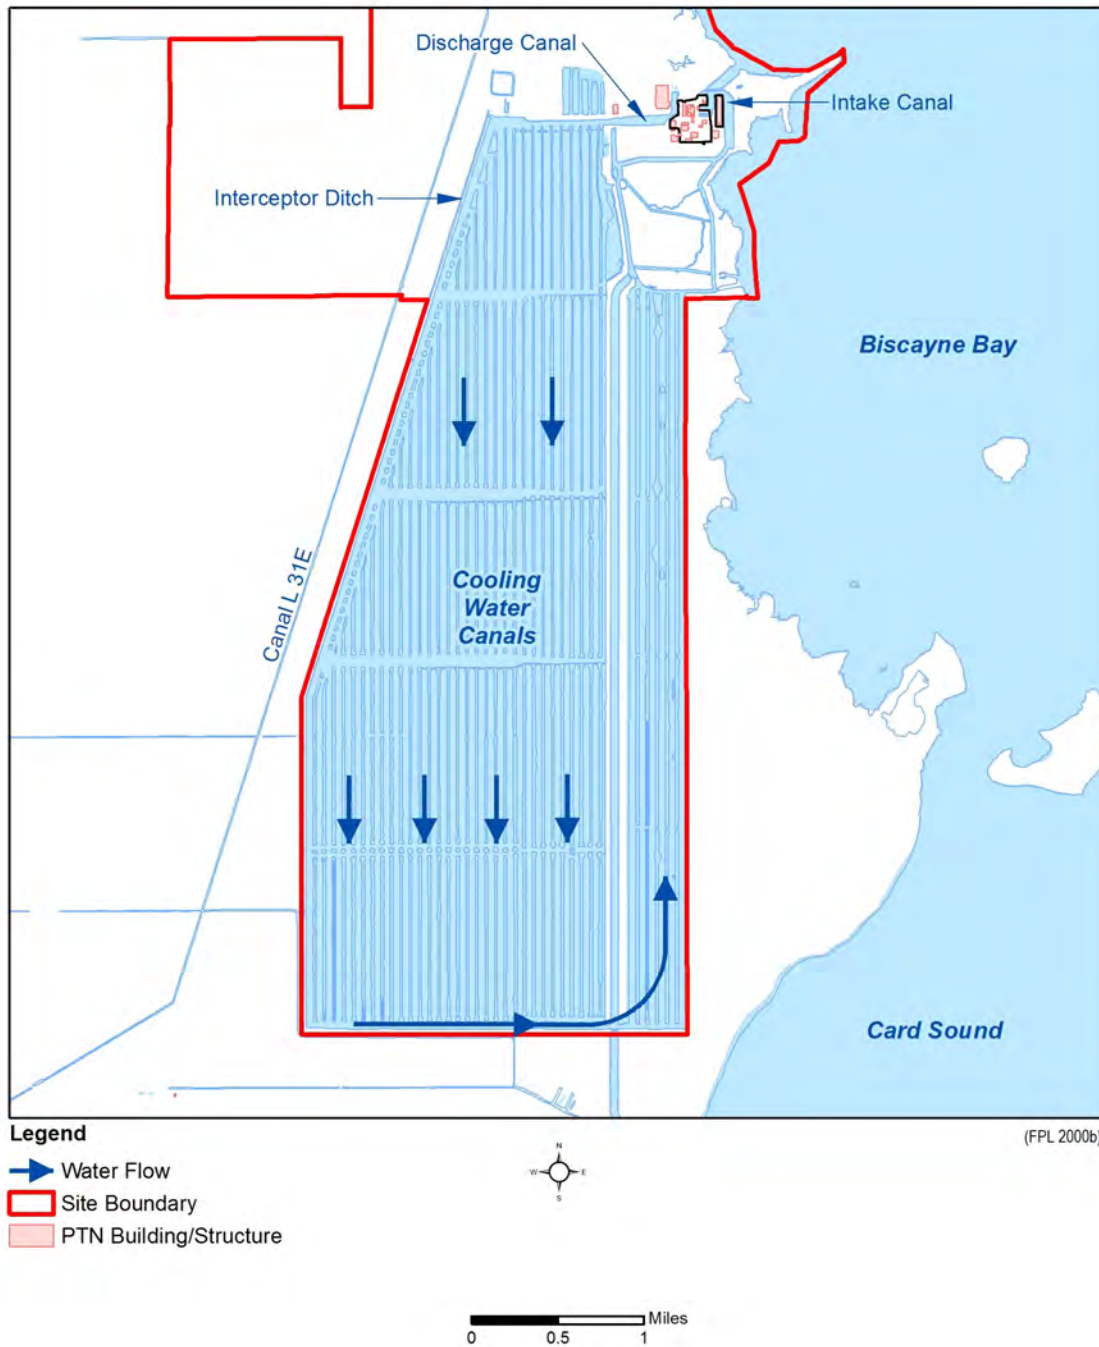 Discharge Canal
Intake Canal
Interceptor Ditch
Biscayne Bay
Canal L 31E
Cooling
Water
Canals
Card Sound
Legend
(FPL 2000b)
Water Flow
Site Boundary
PTN Building/Structure
N
W E
S
Miles
0 0.5 1